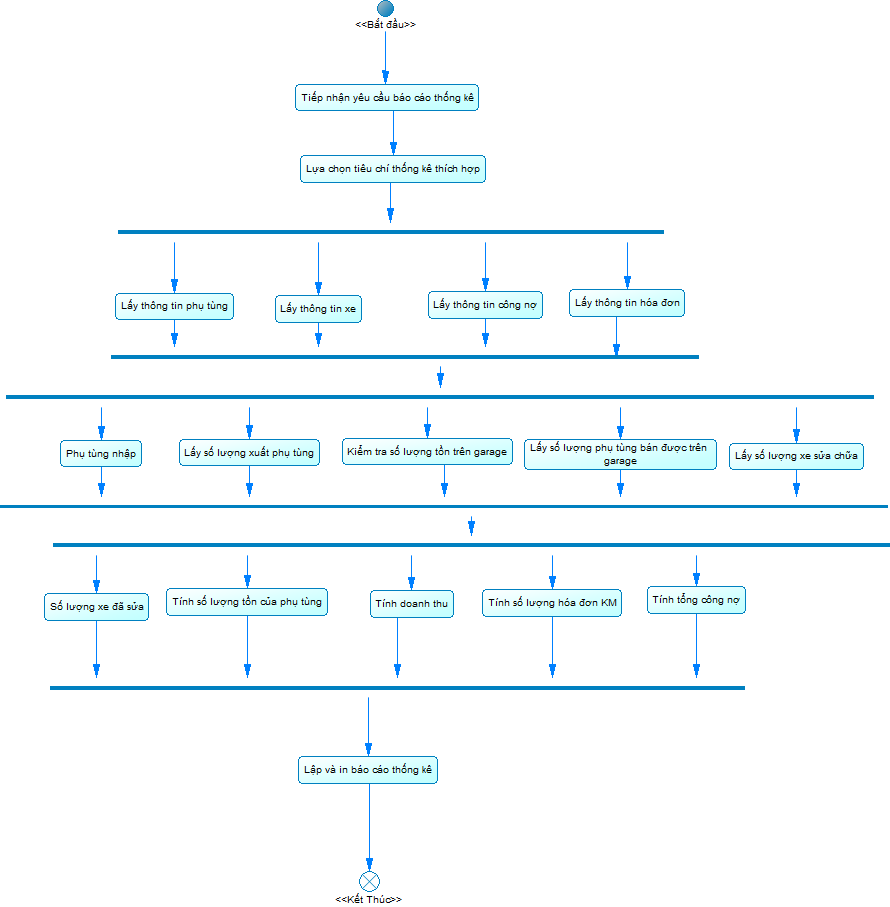 <<Bắt đầu>>
Tiếp nhận yêu cầu báo cáo thống kê
Lựa chọn tiêu chí thống kê thích hợp
Lấy thông tin phụ tùng
Lấy thông tin xe
Lấy thông tin công nợ
Lấy thông tin hóa đơn
Phụ tùng nhập
Lấy số lượng xuất phụ tùng
Kiểm tra số lượng tồn trên garage
Lấy số lượng phụ tùng bán được trên
garage
Lấy số lượng xe sửa chữa
Số lượng xe đã sửa
Tính số lượng tồn của phụ tùng
Tính doanh thu
Tính số lượng hóa đơn KM
Tính tổng công nợ
Lập và in báo cáo thống kê
<<Kết Thúc>>